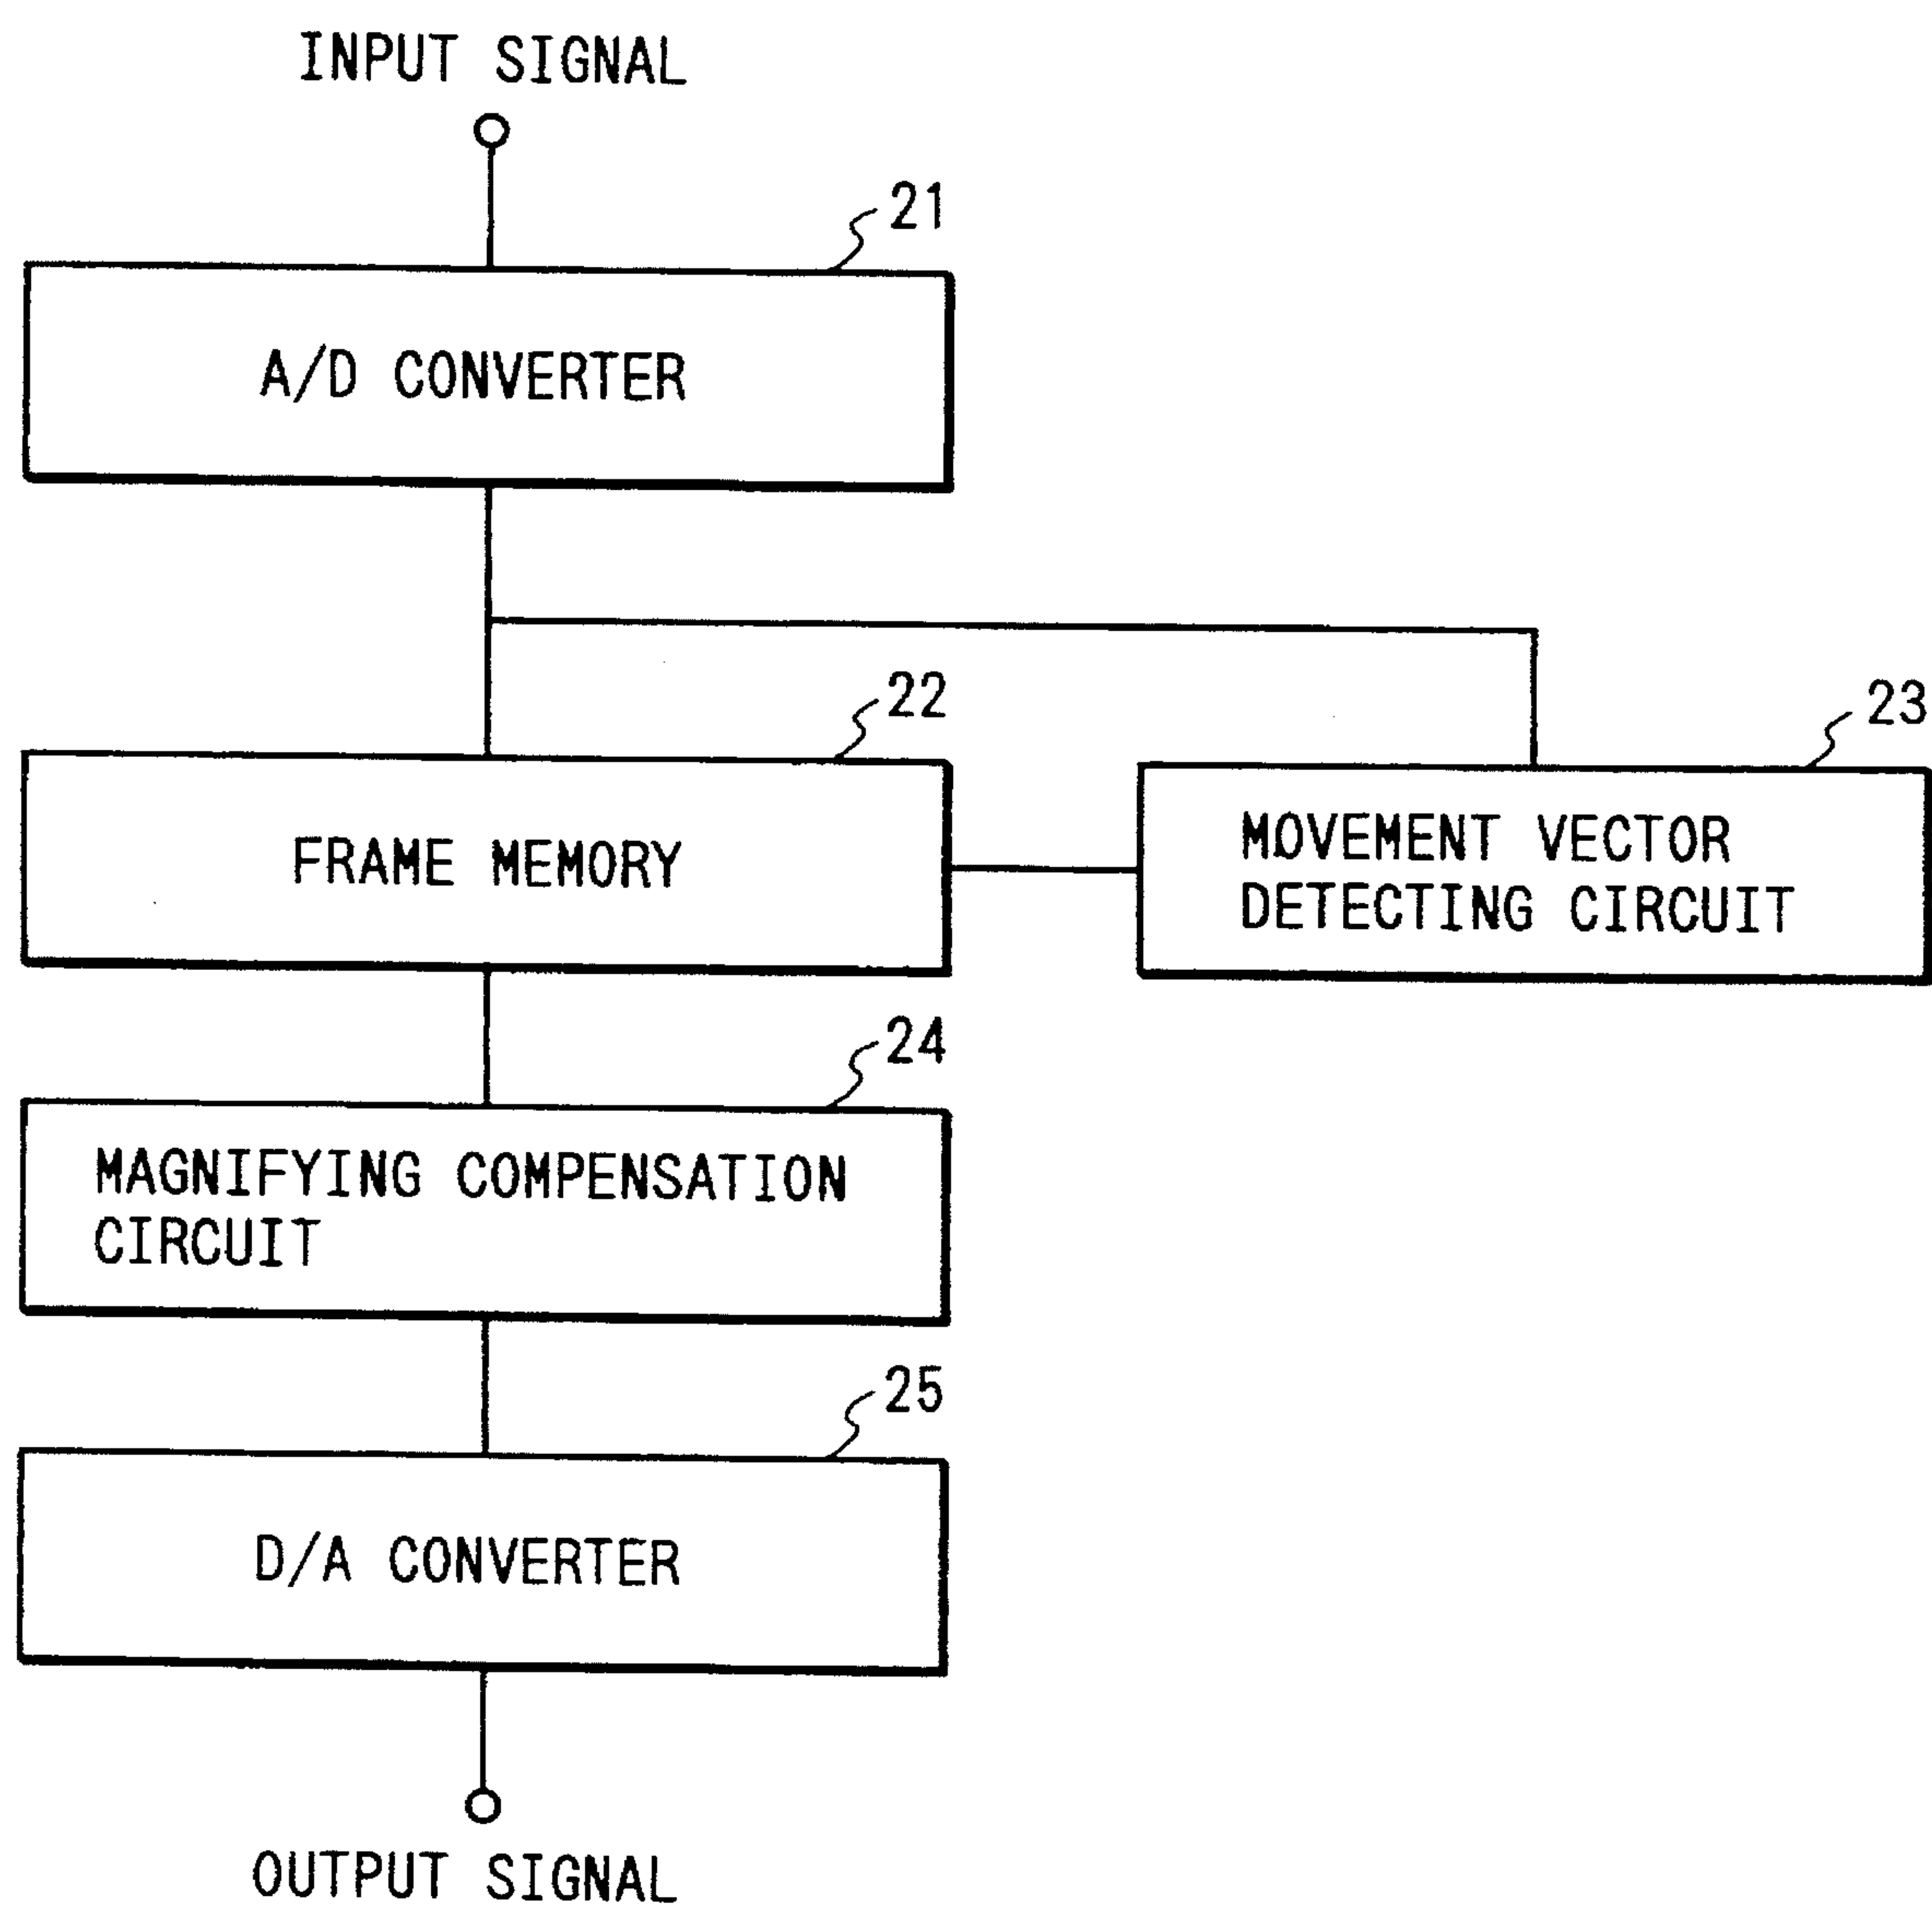 INPUT SIGNAL
21
A/D CONVERTER
22
23
FRAME MEMORY
MOVEMENT VECTOR
DETECTING CIRCUIT
24
MAGNIFYING COMPENSATION
CIRCUIT
25
D/A CONVERTER
OUTPUT SIGNAL